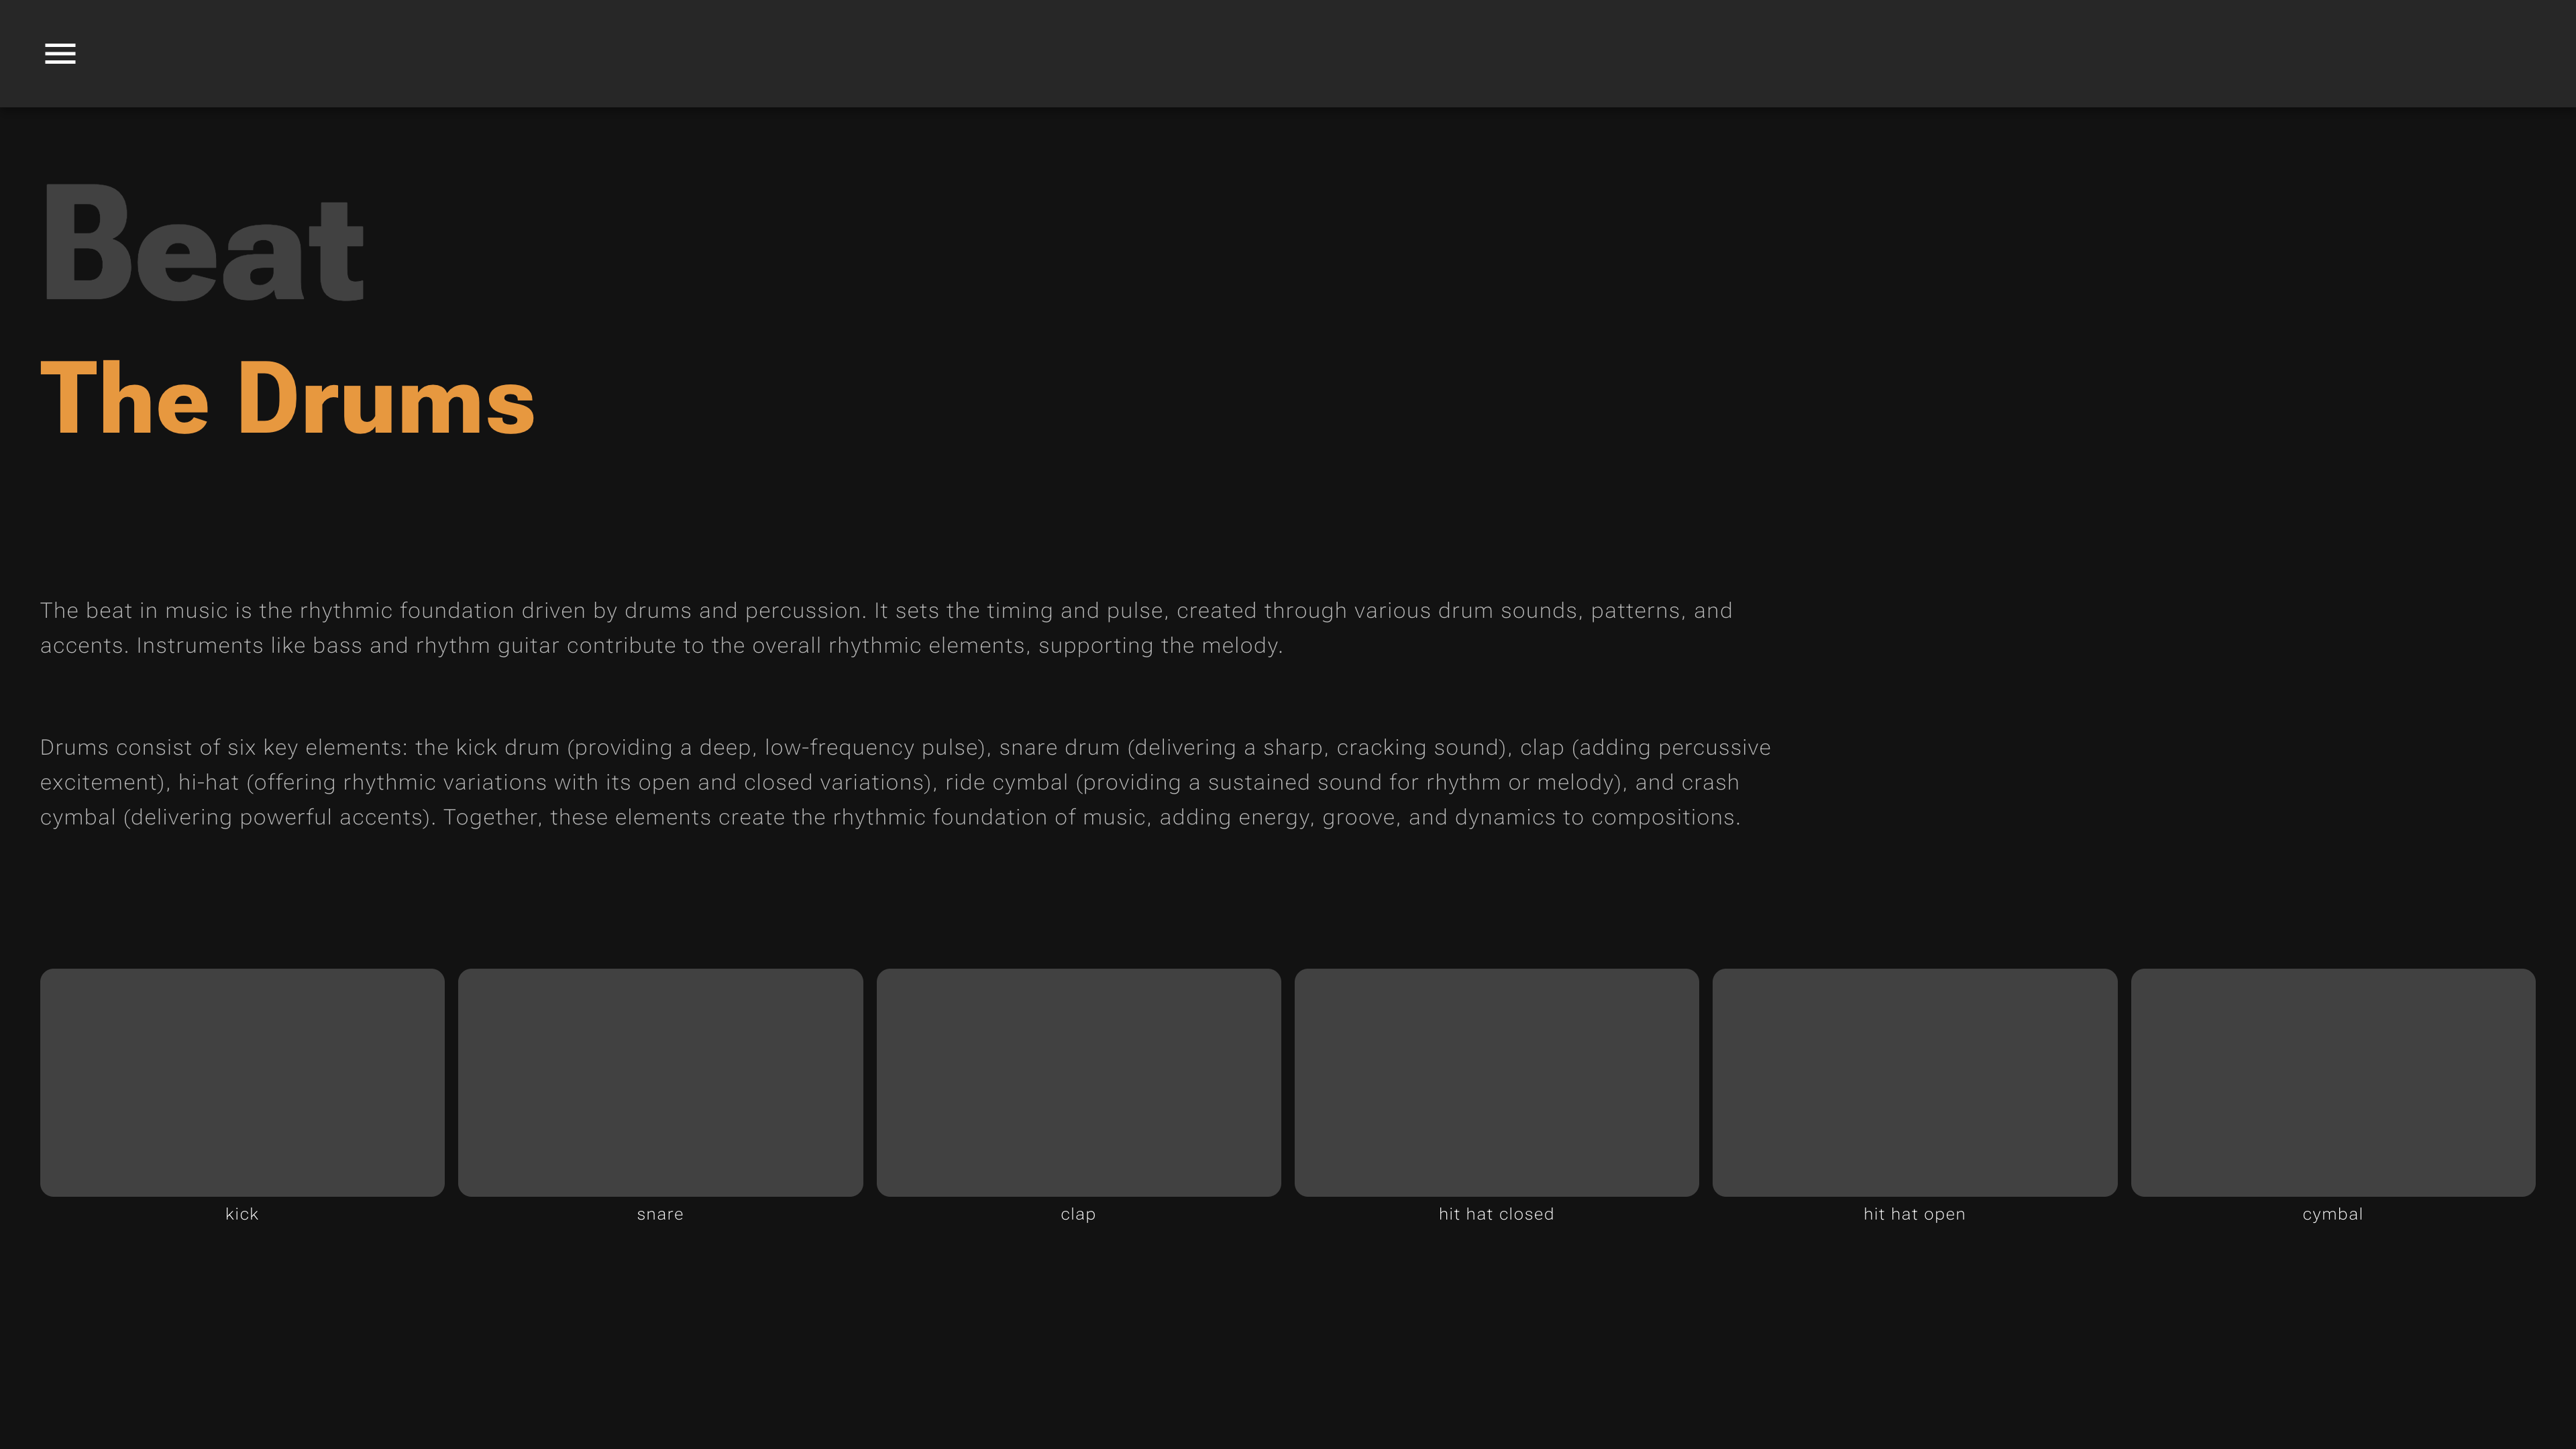 Beat
The Drums
The beat in music is the rhythmic foundation driven by drums and percussion. It sets the timing and pulse, created through various drum sounds, patterns, and
accents. Instruments like bass and rhythm guitar contribute to the overall rhythmic elements, supporting the melody.
Drums consist of six key elements: the kick drum (providing a deep, low-frequency pulse), snare drum (delivering a sharp, cracking sound), clap (adding percussive
excitement), hi-hat (offering rhythmic variations with its open and closed variations), ride cymbal (providing a sustained sound for rhythm or melody), and crash
cymbal (delivering powerful accents). Together, these elements create the rhythmic foundation of music, adding energy, groove, and dynamics to compositions.
kick
snare
clap
hit hat closed
hit hat open
cymbal